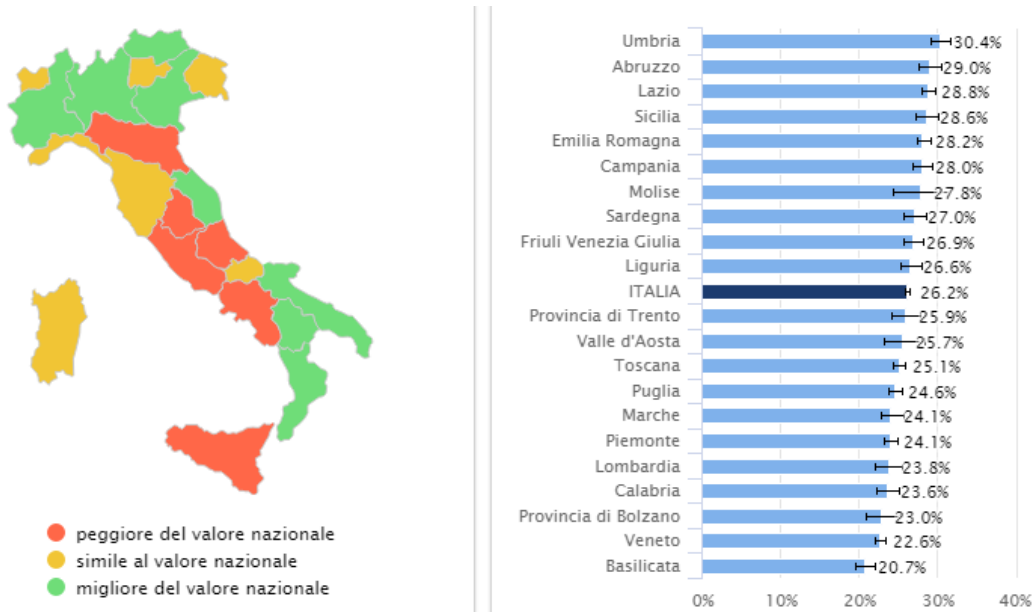 peggiore del valore nazionale
simile al valore nazionale
migliore del valore nazionale
Umbria 30.4%
Abruzzo 29.0%
Lazio 28.8%
Sicilia 28.6%
Emilia Romagna 28.2%
Campania 28.0%
Molise 27.8%
Sardegna 27.0%
Friuli Venezia Giulia 26.9%
Liguria 26.6%
ITALIA 26.2%
Provincia di Trento 25.9%
Valle d'Aosta 25.7%
Toscana 25.1%
Puglia 24.6%
Marche 24.1%
Piemonte 24.1%
Lombardia 23.8%
Calabria 23.6%
Provincia di Bolzano 23.0%
Veneto 22.6%
Basilicata 20.7%
0% 10% 20% 30% 40%